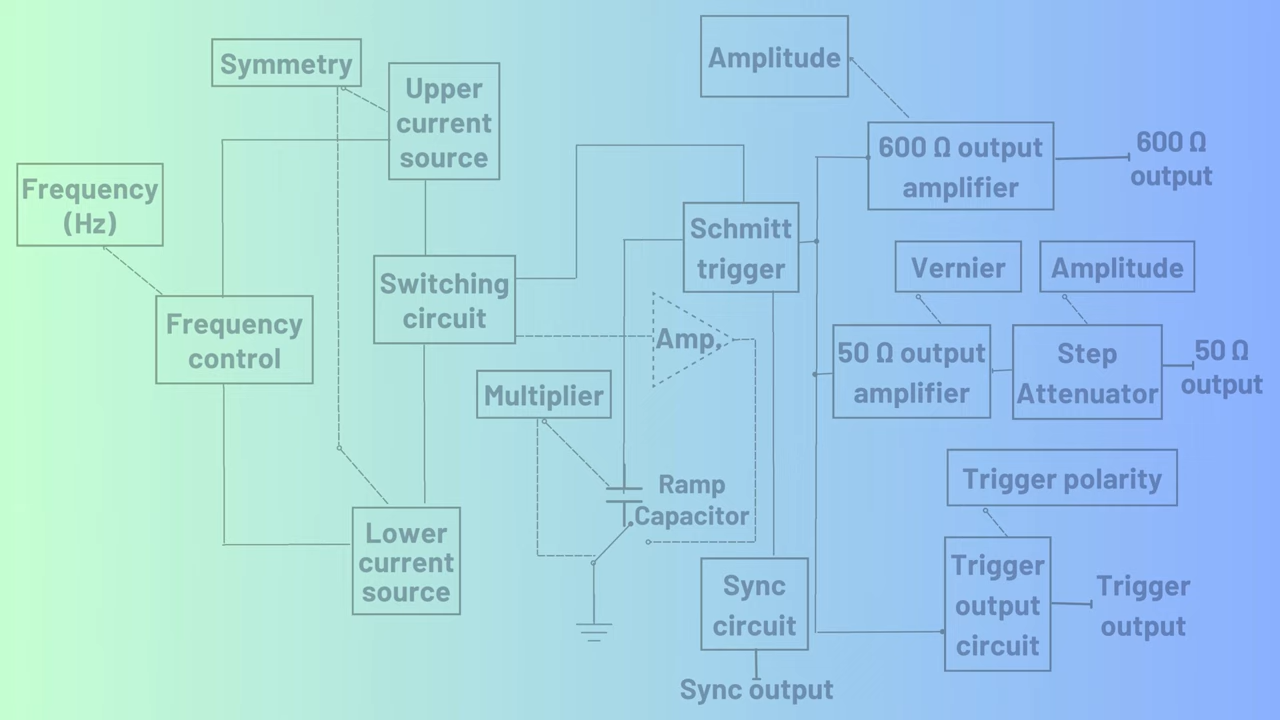 Symmetry
Upper
current
source
Amplitude
600 Ω output
amplifier
600 Ω
output
Frequency
(Hz)
Schmitt
trigger
Vernier
Amplitude
Switching
circuit
Frequency
control
Amp,
50 Ω output
amplifier
Step
Attenuator
50 Ω
output
Multiplier
Ramp
Capacitor
Trigger polarity
Lower
current
source
Sync
circuit
Trigger
output
circuit
Trigger
output
Sync output